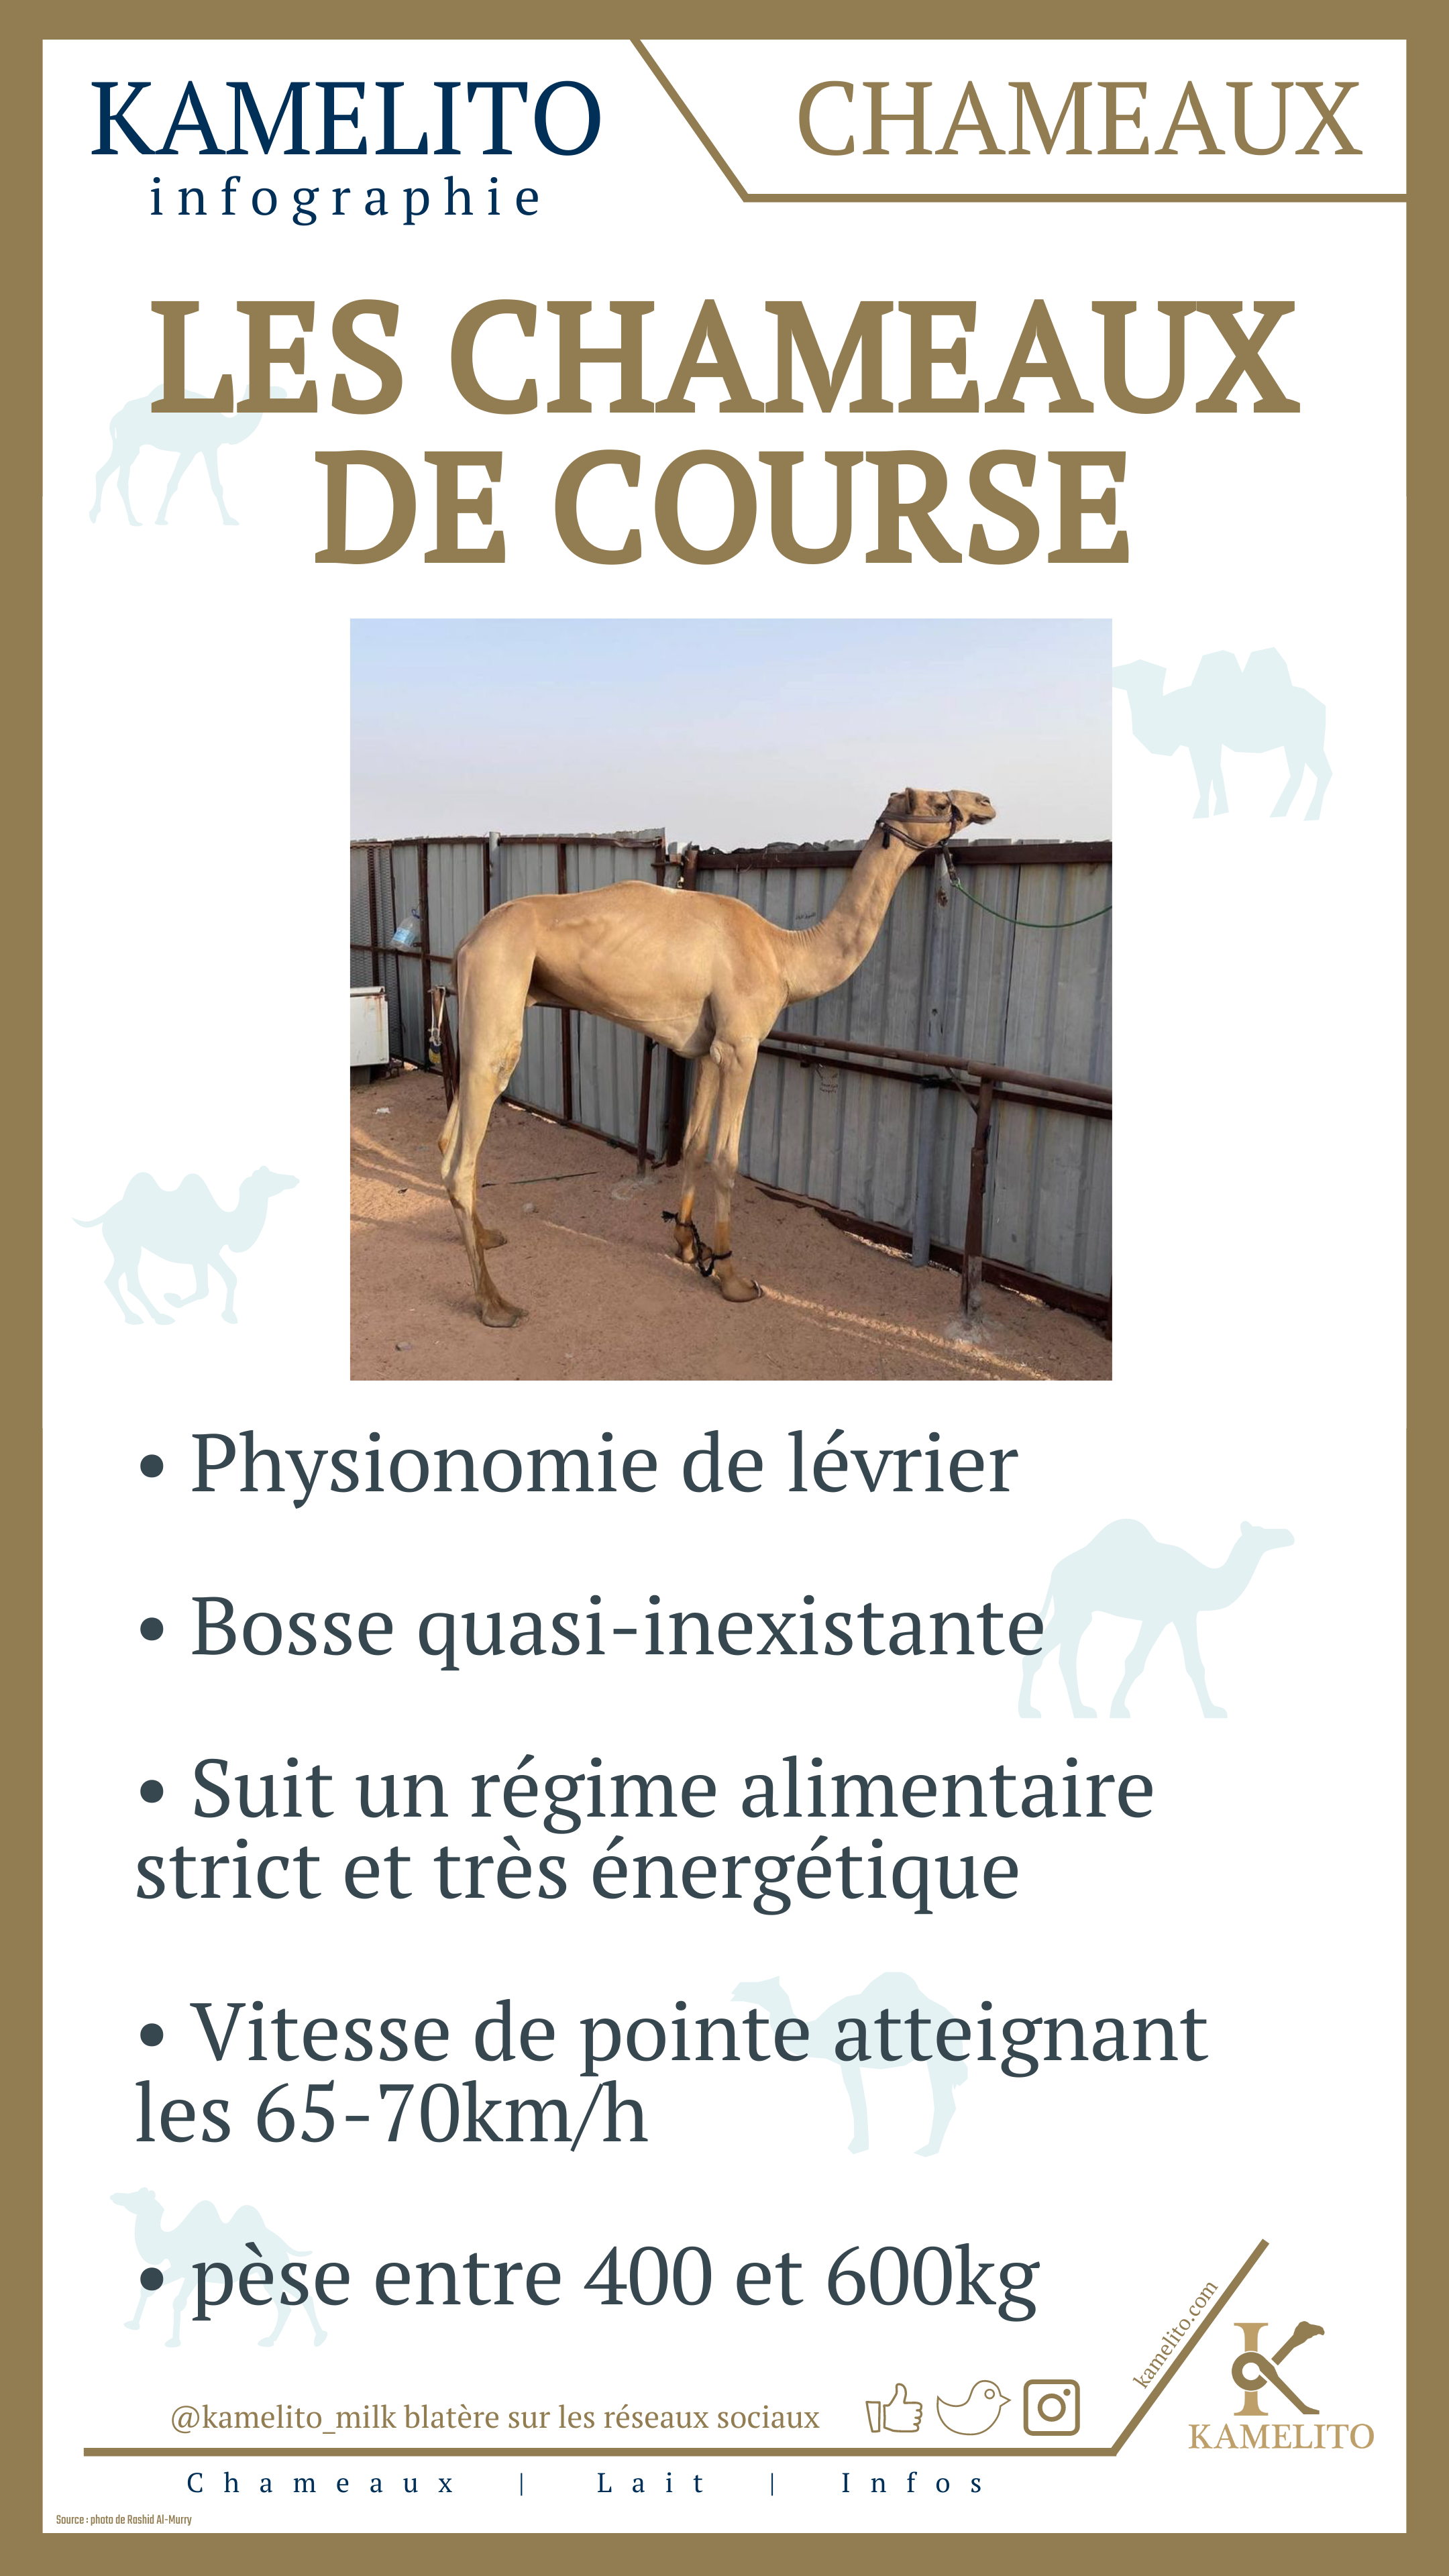 KAMELITO
infographie
CHAMEAUX
LES CHAMEAUX
DE COURSE
• Physionomie de lévrier
• Bosse quasi-inexistante
• Suit un régime alimentaire
strict et très énergétique
• Vitesse de pointe atteignant
les 65-70km/h
• pèse entre 400 et 600kg
@kamelito_milk blatère sur les réseaux sociaux
kamelito.com
KAMELITO
Chameaux | Lait | Infos
Source : photo de Rashid Al-Murry